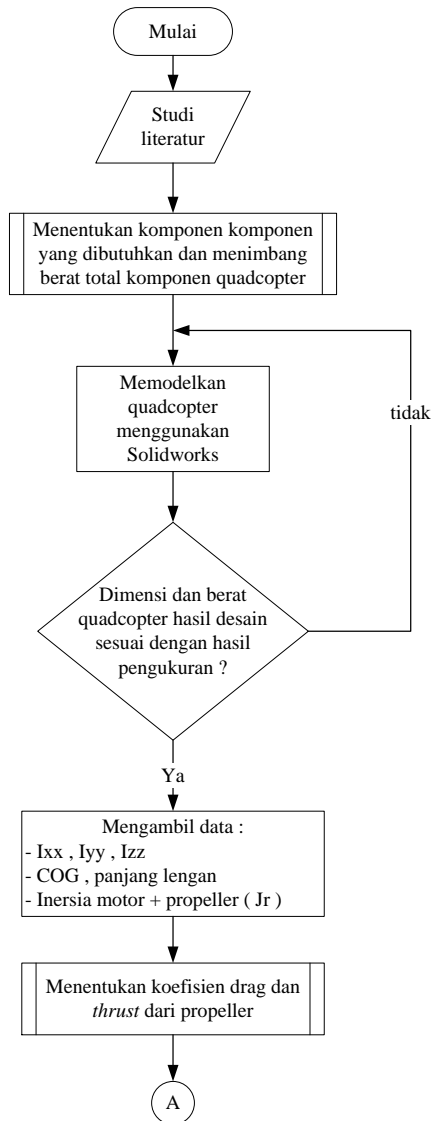 Mulai
Studi
literatur
Menentukan komponen komponen
yang dibutuhkan dan menimbang
berat total komponen quadcopter
Memodelkan
quadcopter
menggunakan
Solidworks
tidak
Dimensi dan berat
quadcopter hasil desain
sesuai dengan hasil
pengukuran ?
Ya
Mengambil data :
- Ixx , Iyy , Izz
- COG , panjang lengan
- Inersia motor + propeller ( Jr )
Menentukan koefisien drag dan
thrust dari propeller
A